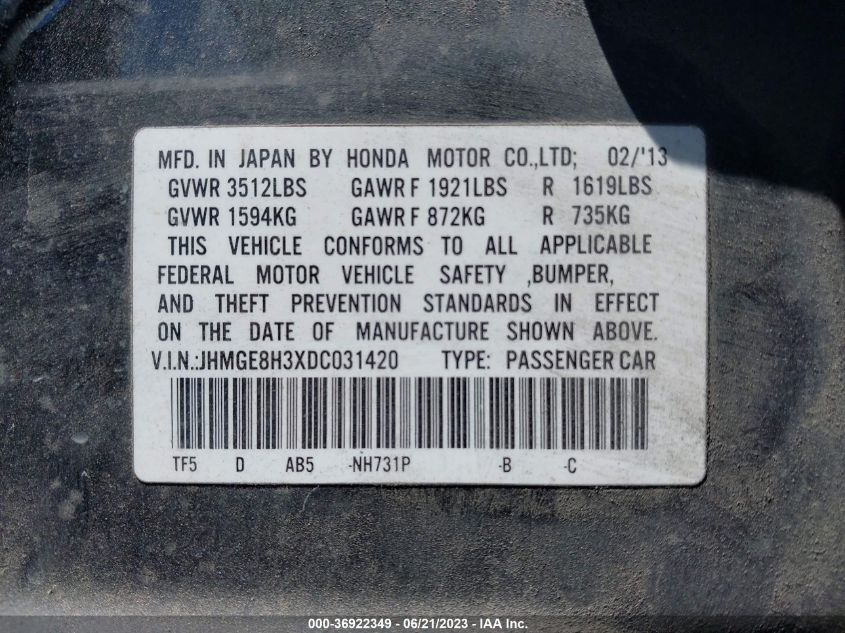 MFD. IN JAPAN BY HONDA MOTOR CO.,LTD; 02/'13
GVWR 3512LBS GAWR F 1921LBS R 1619LBS
GVWR 1594KG GAWR F 872KG R 735KG
THIS VEHICLE CONFORMS TO ALL APPLICABLE
FEDERAL MOTOR VEHICLE SAFETY ,BUMPER,
AND THEFT PREVENTION STANDARDS IN EFFECT
ON THE DATE OF MANUFACTURE SHOWN ABOVE.
V.I.N.:JHMGE8H3XDC031420 TYPE: PASSENGER CAR
TF5 D AB5 -NH731P -B -C
000-36922349 - 06/21/2023 - IAA Inc.